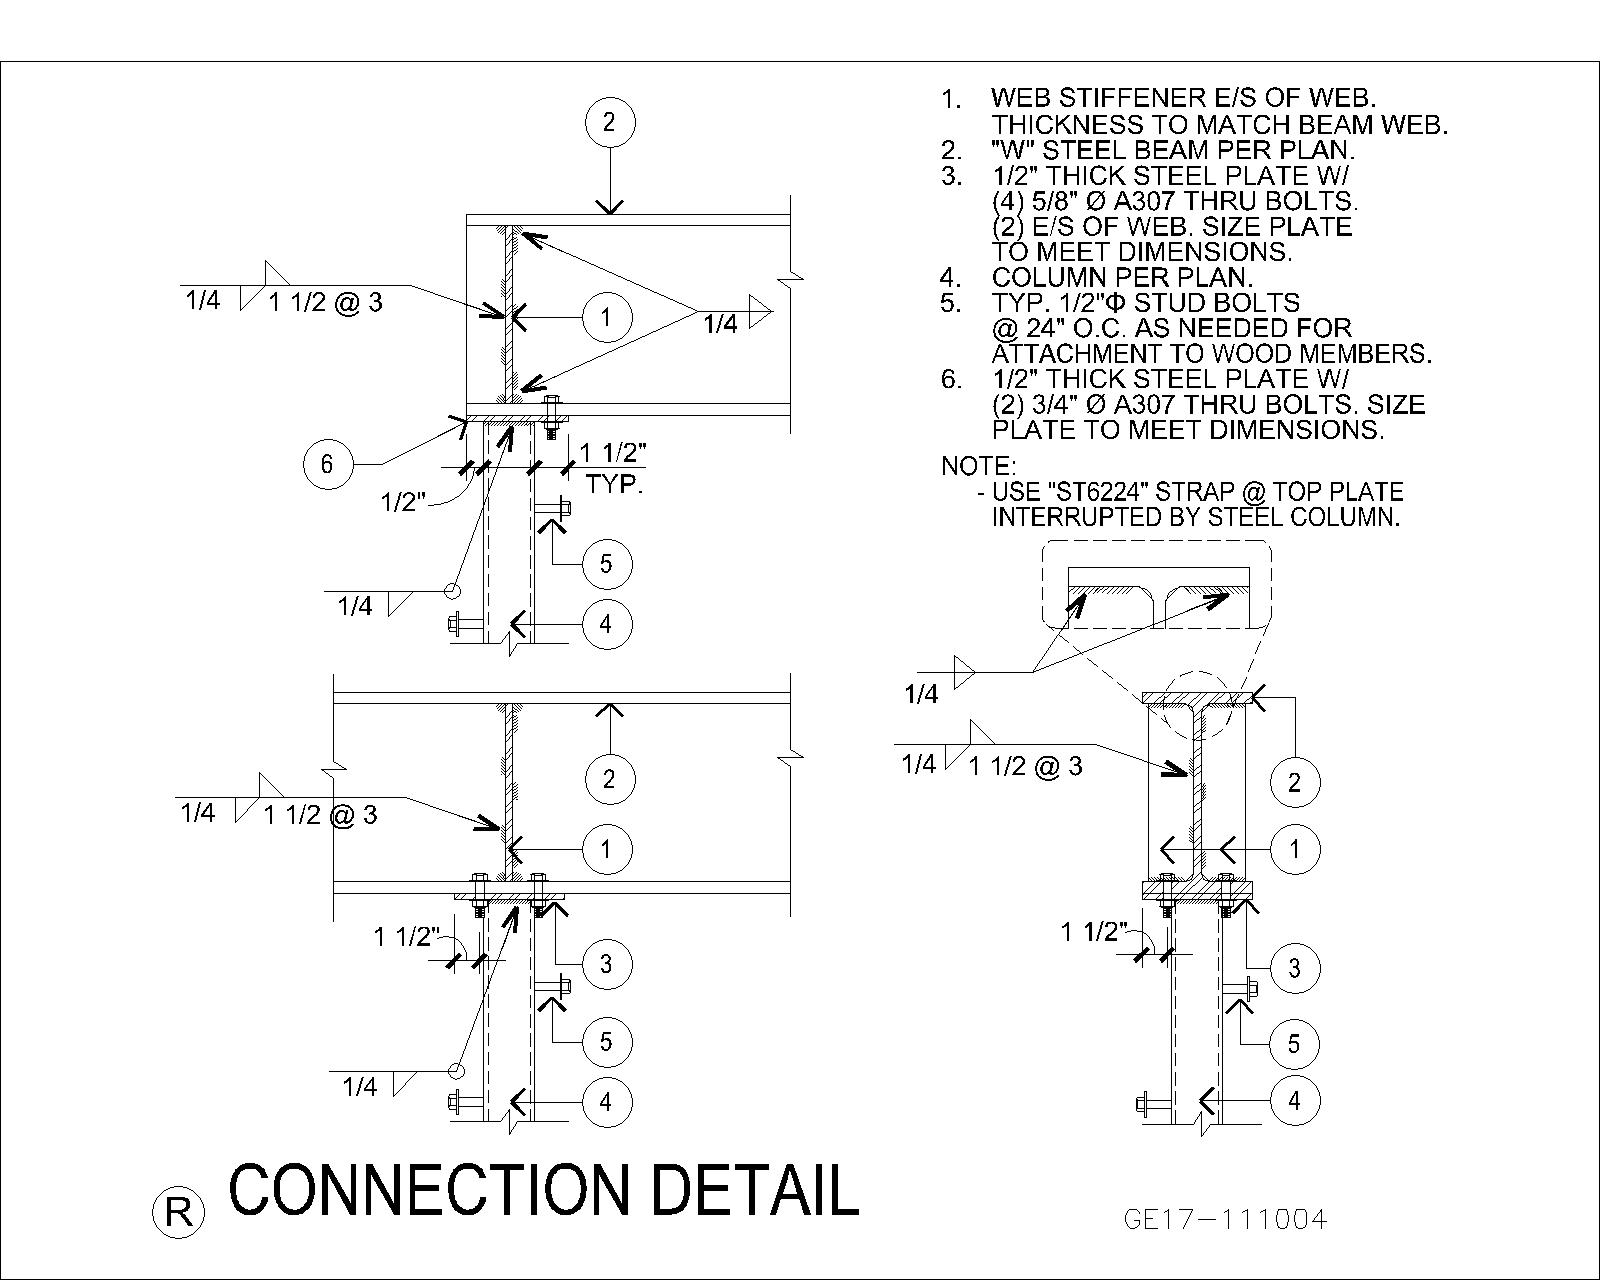 1. WEB STIFFENER E/S OF WEB.
THICKNESS TO MATCH BEAM WEB.
2. "W" STEEL BEAM PER PLAN.
3. 1/2" THICK STEEL PLATE W/
(4) 5/8" Ø A307 THRU BOLTS.
(2) E/S OF WEB. SIZE PLATE
TO MEET DIMENSIONS.
4. COLUMN PER PLAN.
5. TYP. 1/2"Φ STUD BOLTS
@ 24" O.C. AS NEEDED FOR
ATTACHMENT TO WOOD MEMBERS.
6. 1/2" THICK STEEL PLATE W/
(2) 3/4" Ø A307 THRU BOLTS. SIZE
PLATE TO MEET DIMENSIONS.
NOTE:
- USE "ST6224" STRAP @ TOP PLATE
INTERRUPTED BY STEEL COLUMN.
2
1/4 1 1/2 @ 3
1
1/4
6
1 1/2"
TYP.
1/2"
5
1/4
4
2
1/4 1 1/2 @ 3
1
1 1/2"
3
5
1/4
4
1/4
1/4 1 1/2 @ 3
2
1
1 1/2"
3
5
4
R CONNECTION DETAIL
GE17-111004